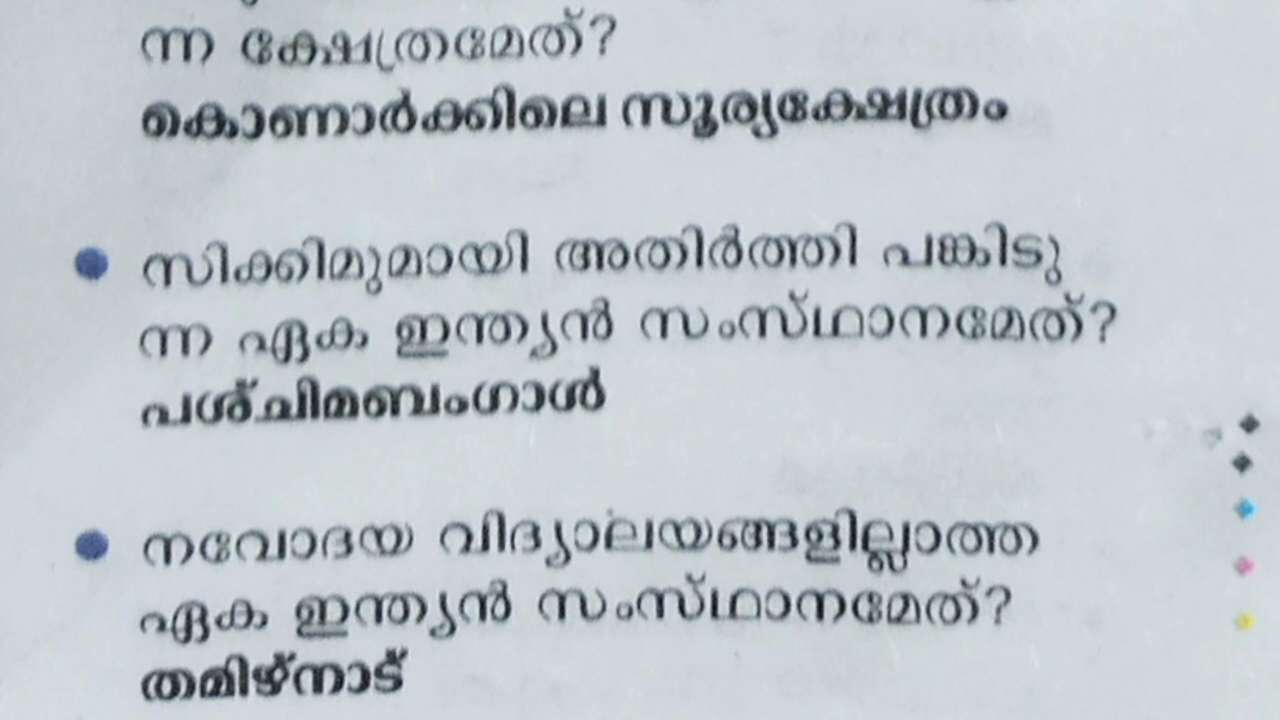 ന്ന ക്ഷേത്രമേത്?
കൊണാർക്കിലെ സൂര്യക്ഷേത്രം
സിക്കിമുമായി അതിർത്തി പങ്കിടു
ന്ന ഏക ഇന്ത്യൻ സംസ്ഥാനമേത്?
പശ്ചിമബംഗാൾ
നവോദയ വിദ്യാലയങ്ങളില്ലാത്ത
ഏക ഇന്ത്യൻ സംസ്ഥാനമേത്?
തമിഴ്നാട്